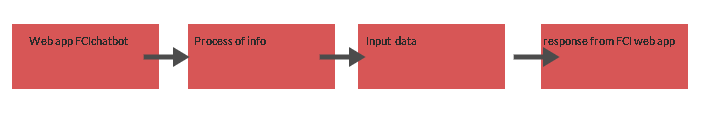 Web app FCIchatbot
Process of info
Input data
response from FCI web app